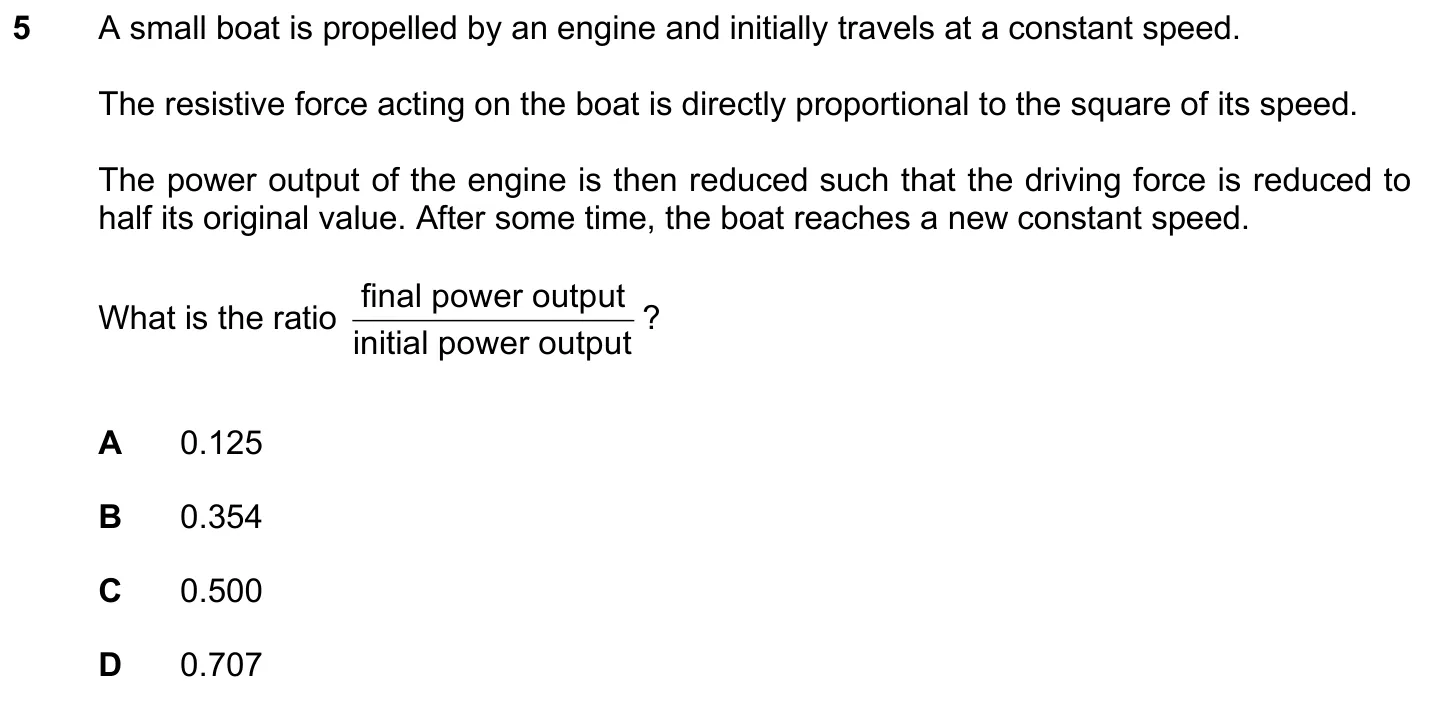 5 A small boat is propelled by an engine and initially travels at a constant speed.
The resistive force acting on the boat is directly proportional to the square of its speed.
The power output of the engine is then reduced such that the driving force is reduced to
half its original value. After some time, the boat reaches a new constant speed.
What is the ratio final power output / initial power output ?
A 0.125
B 0.354
C 0.500
D 0.707